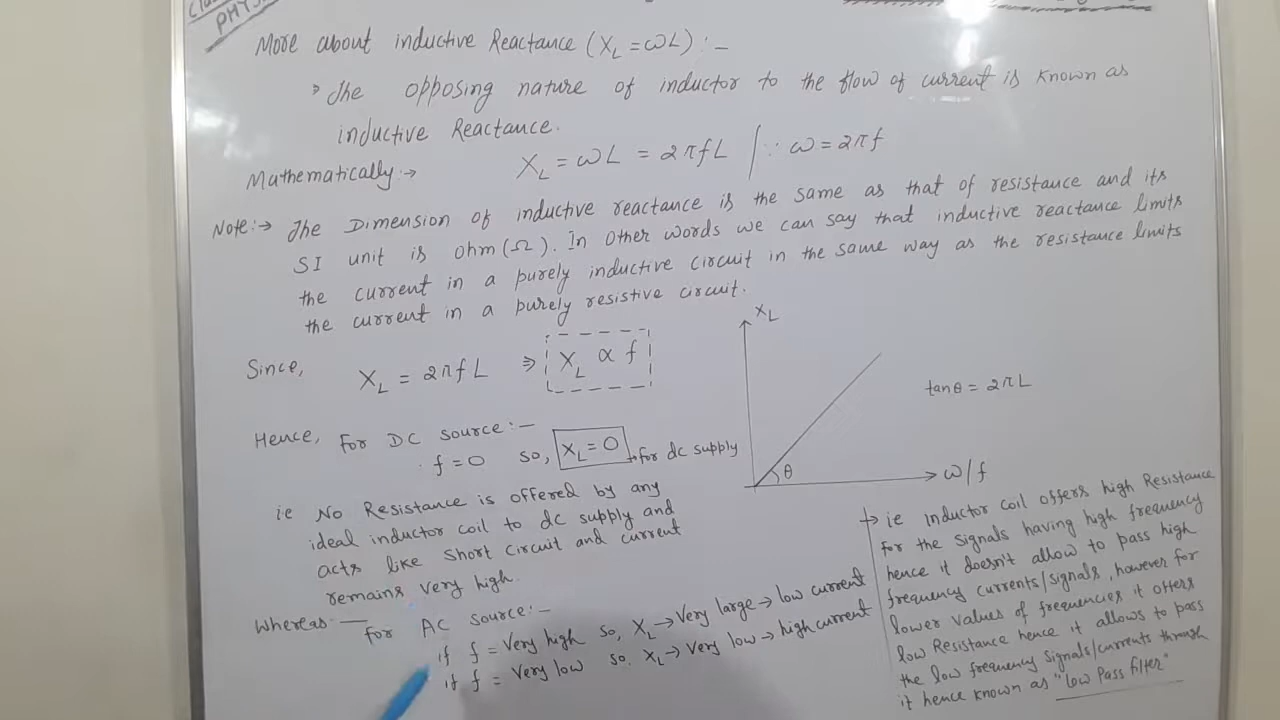 PHYS
More about inductive Reactance (X_L = ωL) :-
The opposing nature of inductor to the flow of current is known as
inductive Reactance.
Mathematically:→ X_L = ωL = 2πfL | ∵ ω = 2πf
Note:→ The Dimension of inductive reactance is the same as that of resistance and its
SI unit is ohm (Ω). In Other words we can say that inductive reactance limits
the current in a purely inductive circuit in the same way as the resistance limits
the current in a purely resistive circuit.
Since, X_L = 2πfL ⇒ X_L ∝ f
X_L
tanθ = 2πL
θ
ω/f
Hence, for DC source:-
f = 0 so, X_L = 0 → for dc supply
ie No Resistance is offered by any
ideal inductor coil to dc supply and
acts like short circuit and current
remains very high.
Whereas:—
for AC source:-
if f = Very high so, X_L → Very large → low current
if f = Very low so X_L → Very low → high current
→ ie Inductor coil offers high Resistance
for the signals having high frequency
hence it doesn't allow to pass high
frequency currents/signals, however for
lower values of frequencies it offers
low Resistance hence it allows to pass
the low frequency signals/currents through
it hence known as "Low Pass filter"